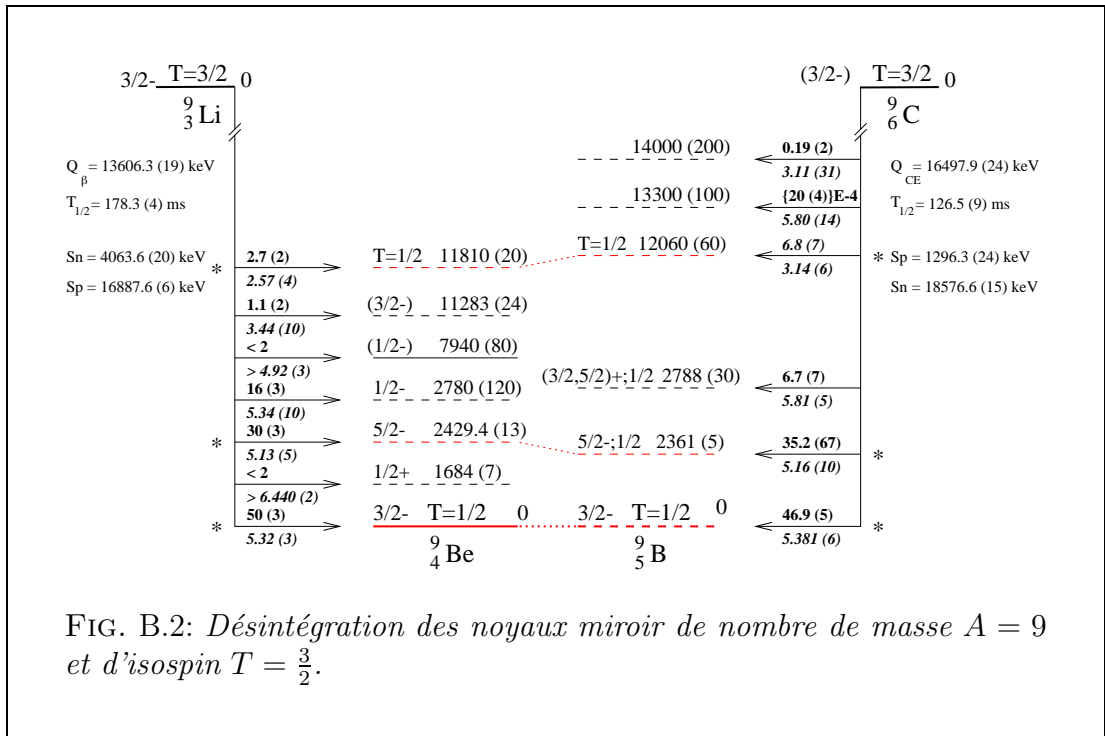 3/2- T=3/2 0
9
3 Li
Q β = 13606.3 (19) keV
T1/2 = 178.3 (4) ms
Sn = 4063.6 (20) keV
Sp = 16887.6 (6) keV
* 2.7 (2)
2.57 (4)
1.1 (2)
3.44 (10)
< 2
> 4.92 (3)
16 (3)
5.34 (10)
* 30 (3)
5.13 (5)
< 2
> 6.440 (2)
* 50 (3)
5.32 (3)
T=1/2 11810 (20)
(3/2-) 11283 (24)
(1/2-) 7940 (80)
1/2- 2780 (120)
5/2- 2429.4 (13)
1/2+ 1684 (7)
3/2- T=1/2 0
9
4 Be
14000 (200)
13300 (100)
T=1/2 12060 (60)
(3/2,5/2)+;1/2 2788 (30)
5/2-;1/2 2361 (5)
3/2- T=1/2 0
9
5 B
(3/2-) T=3/2 0
9
6 C
0.19 (2)
3.11 (31)
{20 (4)}E-4
5.80 (14)
6.8 (7) *
3.14 (6)
6.7 (7)
5.81 (5)
35.2 (67) *
5.16 (10)
46.9 (5) *
5.381 (6)
Q CE = 16497.9 (24) keV
T1/2 = 126.5 (9) ms
Sp = 1296.3 (24) keV
Sn = 18576.6 (15) keV
FIG. B.2: Désintégration des noyaux miroir de nombre de masse A = 9
et d'isospin T = 3/2.